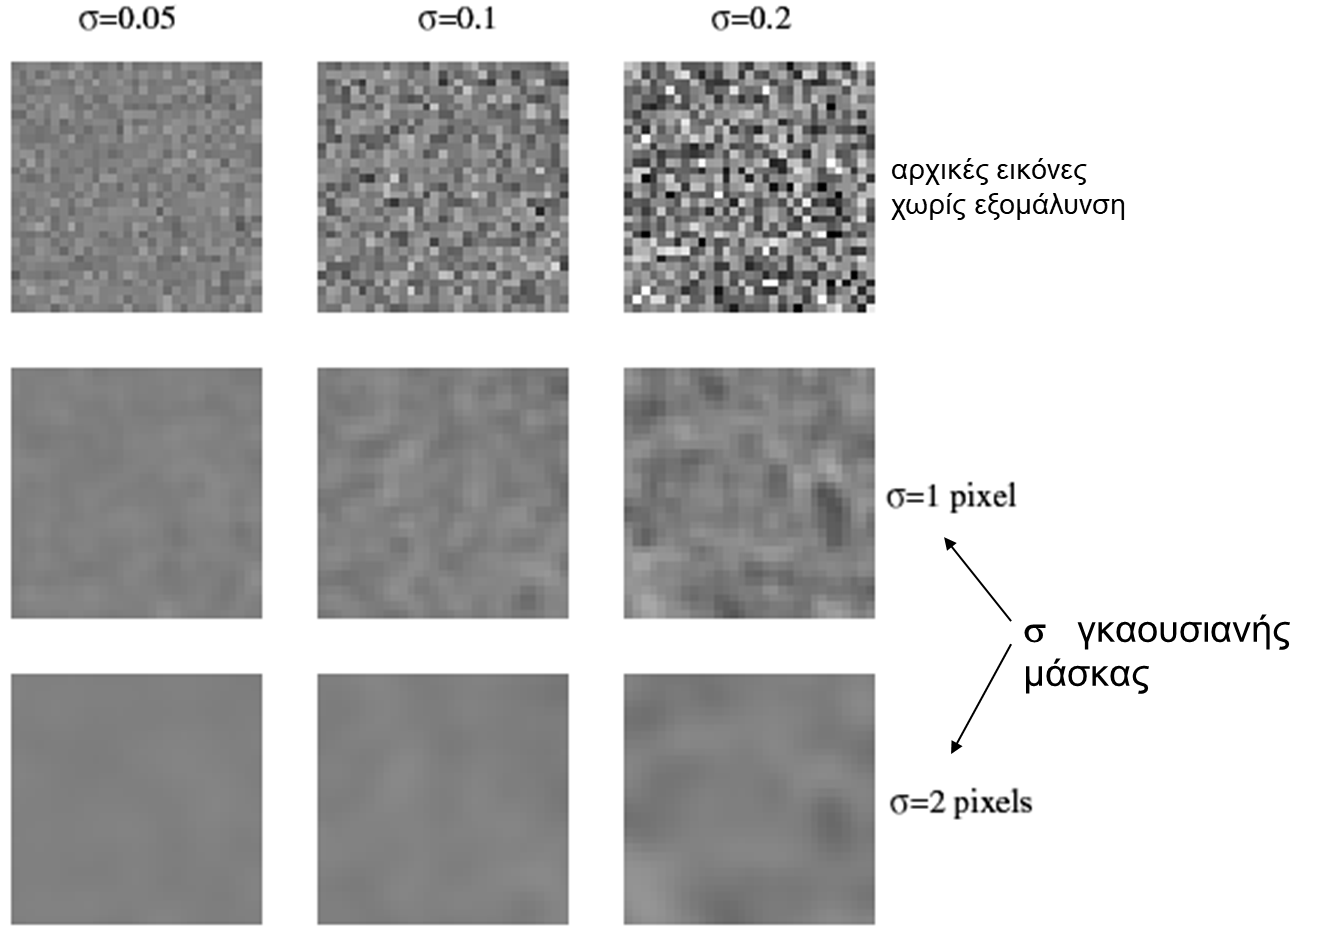 σ=0.05
σ=0.1
σ=0.2
αρχικές εικόνες
χωρίς εξομάλυνση
σ=1 pixel
σ γκαουσιανής
μάσκας
σ=2 pixels